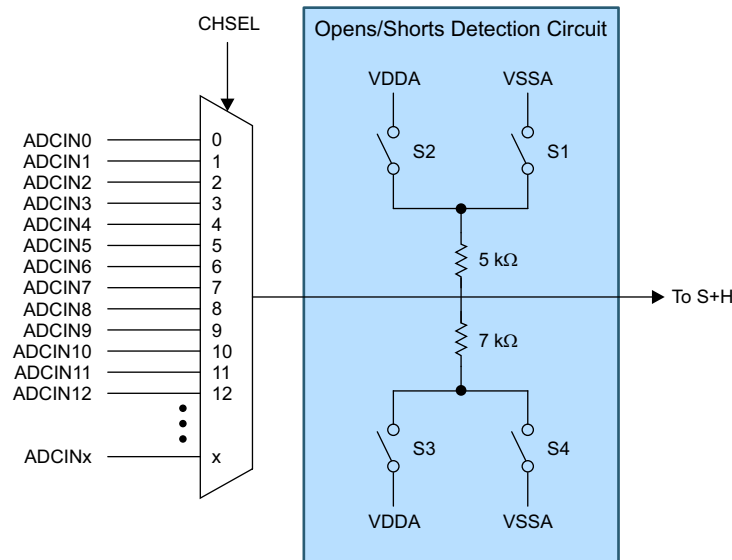 CHSEL
Opens/Shorts Detection Circuit
VDDA
VSSA
S2
S1
ADCIN0 0
ADCIN1 1
ADCIN2 2
ADCIN3 3
ADCIN4 4
ADCIN5 5
ADCIN6 6
ADCIN7 7
ADCIN8 8
ADCIN9 9
ADCIN10 10
ADCIN11 11
ADCIN12 12
ADCINx x
5 kΩ
To S+H
7 kΩ
S3
S4
VDDA
VSSA